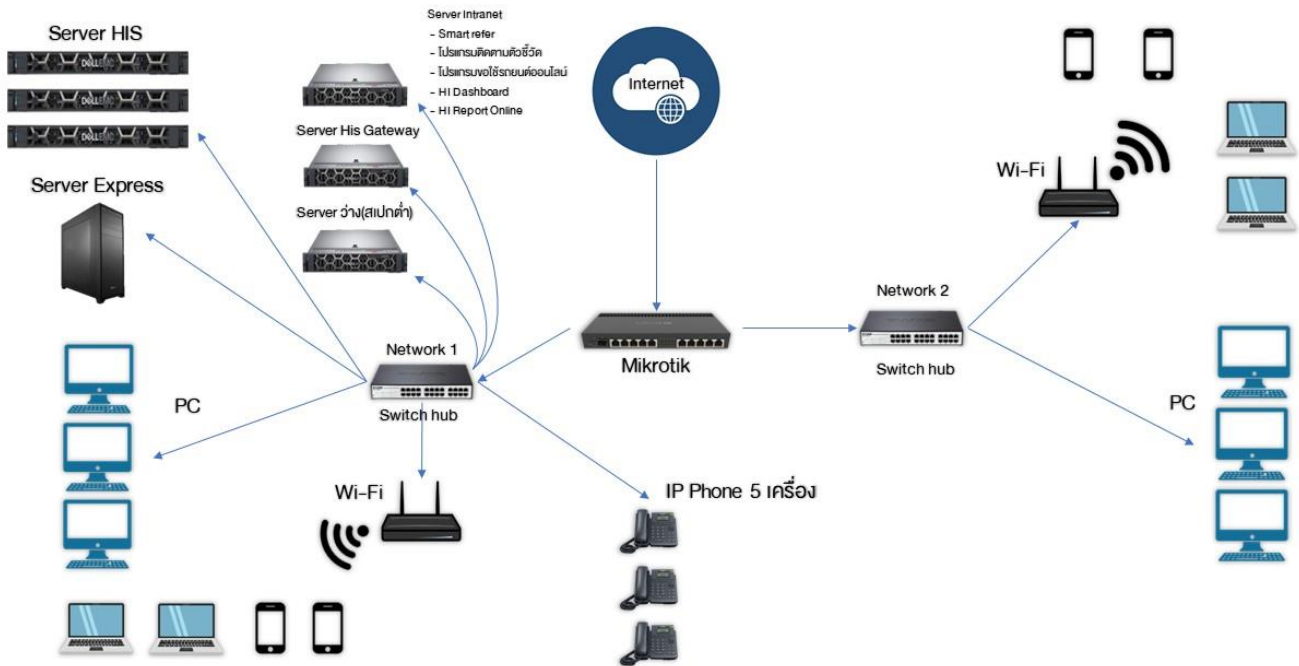 Server HIS
DELLEMC
DELLEMC
DELLEMC
Server Express
Server Intranet
- Smart refer
- โปรแกรมติดตามตัวชี้วัด
- โปรแกรมขอใช้รถยนต์ออนไลน์
- HI Dashboard
- HI Report Online
Server His Gateway
Server ว่าง(สเปกต่ำ)
Internet
Mikrotik
Network 1
Switch hub
PC
Wi-Fi
IP Phone 5 เครื่อง
Network 2
Switch hub
Wi-Fi
PC